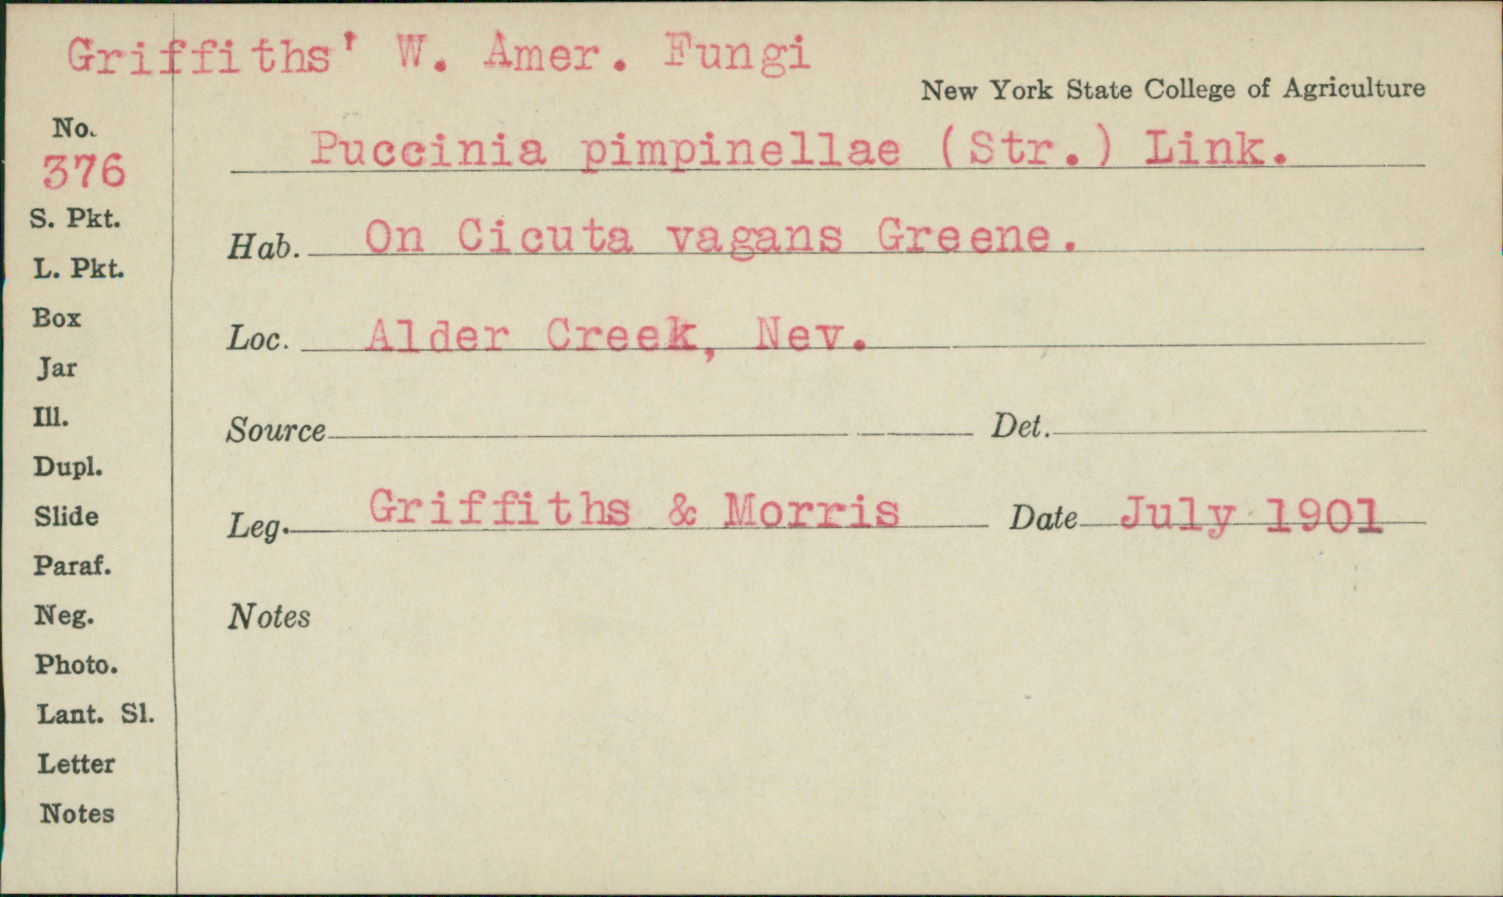 Griffiths' W. Amer. Fungi
New York State College of Agriculture
No.
376
Puccinia pimpinellae (Str.) Link.
S. Pkt.
Hab. On Cicuta vagans Greene.
L. Pkt.
Box
Loc. Alder Creek, Nev.
Jar
Ill.
Source Det.
Dupl.
Slide
Leg. Griffiths & Morris Date July 1901
Paraf.
Neg.
Notes
Photo.
Lant. Sl.
Letter
Notes